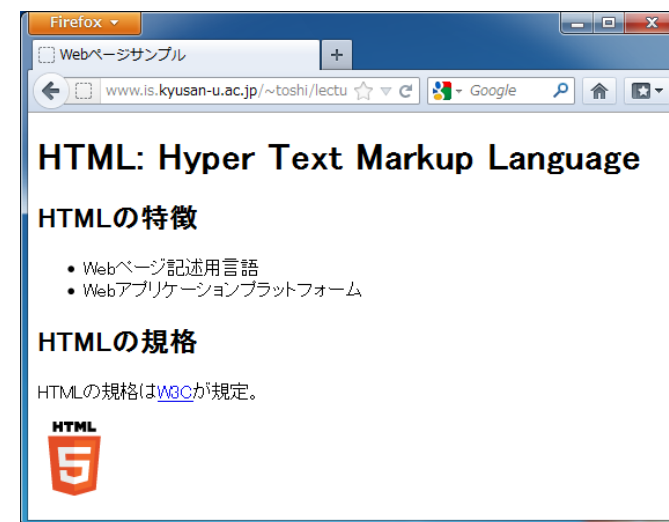 Firefox
Webページサンプル
www.is.kyusan-u.ac.jp/~toshi/lectu
Google
HTML: Hyper Text Markup Language
HTMLの特徴
• Webページ記述用言語
• Webアプリケーションプラットフォーム
HTMLの規格
HTMLの規格はW3Cが規定。
HTML
5